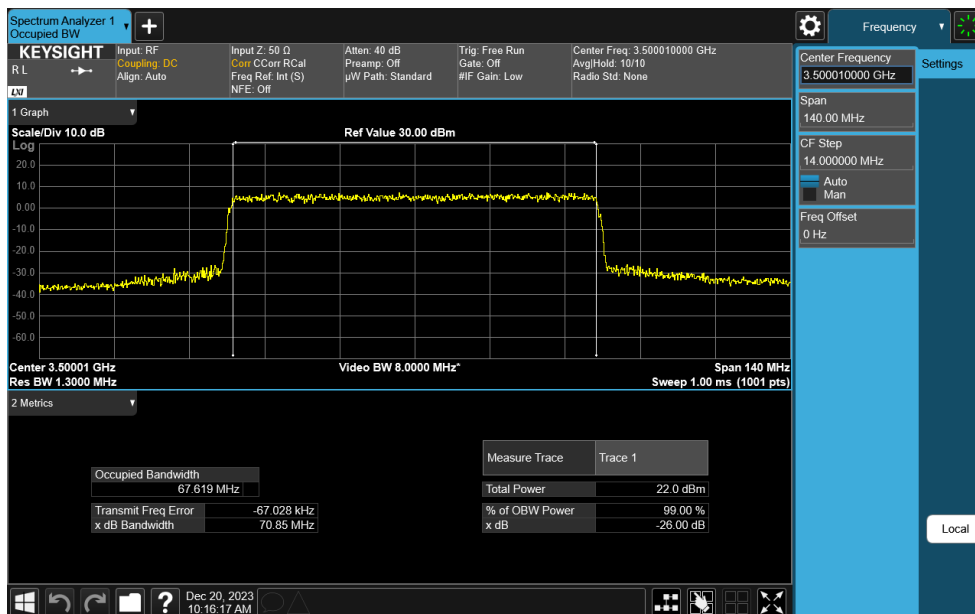 Spectrum Analyzer 1
Occupied BW
Frequency
KEYSIGHT
R L
LXI
Input: RF
Coupling: DC
Align: Auto
Input Z: 50 Ω
Corr CCorr RCal
Freq Ref: Int (S)
NFE: Off
Atten: 40 dB
Preamp: Off
µW Path: Standard
Trig: Free Run
Gate: Off
#IF Gain: Low
Center Freq: 3.500010000 GHz
Avg|Hold: 10/10
Radio Std: None
Center Frequency
3.500010000 GHz
Settings
Span
140.00 MHz
CF Step
14.000000 MHz
Auto
Man
Freq Offset
0 Hz
1 Graph
Scale/Div 10.0 dB
Ref Value 30.00 dBm
Log
20.0
10.0
0.00
-10.0
-20.0
-30.0
-40.0
-50.0
-60.0
Center 3.50001 GHz
Video BW 8.0000 MHz*
Span 140 MHz
Res BW 1.3000 MHz
Sweep 1.00 ms (1001 pts)
2 Metrics
Measure Trace
Trace 1
Occupied Bandwidth
67.619 MHz
Total Power
22.0 dBm
Transmit Freq Error
-67.028 kHz
% of OBW Power
99.00 %
x dB Bandwidth
70.85 MHz
x dB
-26.00 dB
Local
?
Dec 20, 2023
10:16:17 AM